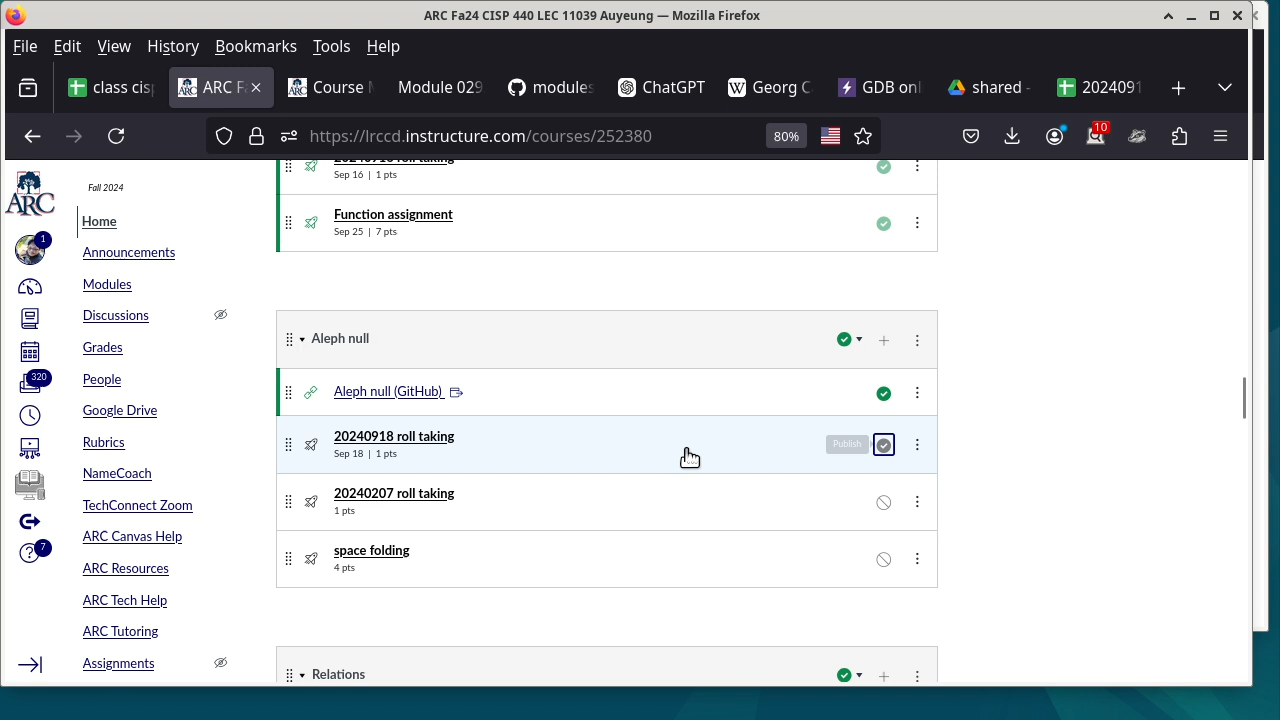 ARC Fa24 CISP 440 LEC 11039 Auyeung — Mozilla Firefox
File Edit View History Bookmarks Tools Help
class cisp ARC Fa Course M Module 029 modules ChatGPT Georg C GDB onl shared - 2024091
https://lrccd.instructure.com/courses/252380 80% 10
ARC
Fall 2024
1
320
7
Home
Announcements
Modules
Discussions
Grades
People
Google Drive
Rubrics
NameCoach
TechConnect Zoom
ARC Canvas Help
ARC Resources
ARC Tech Help
ARC Tutoring
Assignments
20240916 roll taking
Sep 16 | 1 pts
Function assignment
Sep 25 | 7 pts
Aleph null
Aleph null (GitHub)
20240918 roll taking
Sep 18 | 1 pts
Publish
20240207 roll taking
1 pts
space folding
4 pts
Relations